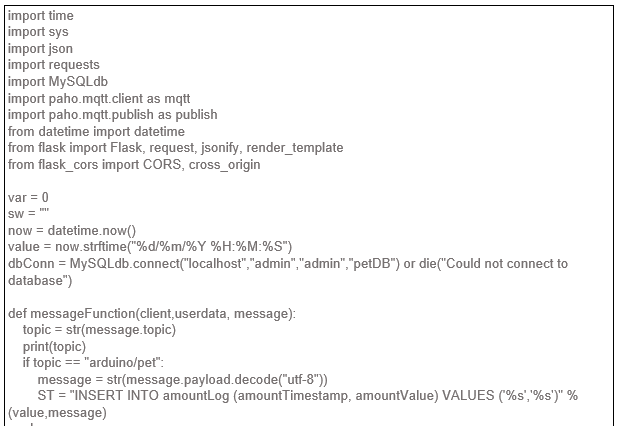 import time
import sys
import json
import requests
import MySQLdb
import paho.mqtt.client as mqtt
import paho.mqtt.publish as publish
from datetime import datetime
from flask import Flask, request, jsonify, render_template
from flask_cors import CORS, cross_origin

var = 0
sw = ""
now = datetime.now()
value = now.strftime("%d/%m/%Y %H:%M:%S")
dbConn = MySQLdb.connect("localhost","admin","admin","petDB") or die("Could not connect to
database")

def messageFunction(client,userdata, message):
    topic = str(message.topic)
    print(topic)
    if topic == "arduino/pet":
        message = str(message.payload.decode("utf-8"))
        ST = "INSERT INTO amountLog (amountTimestamp, amountValue) VALUES ('%s','%s')" %
(value,message)